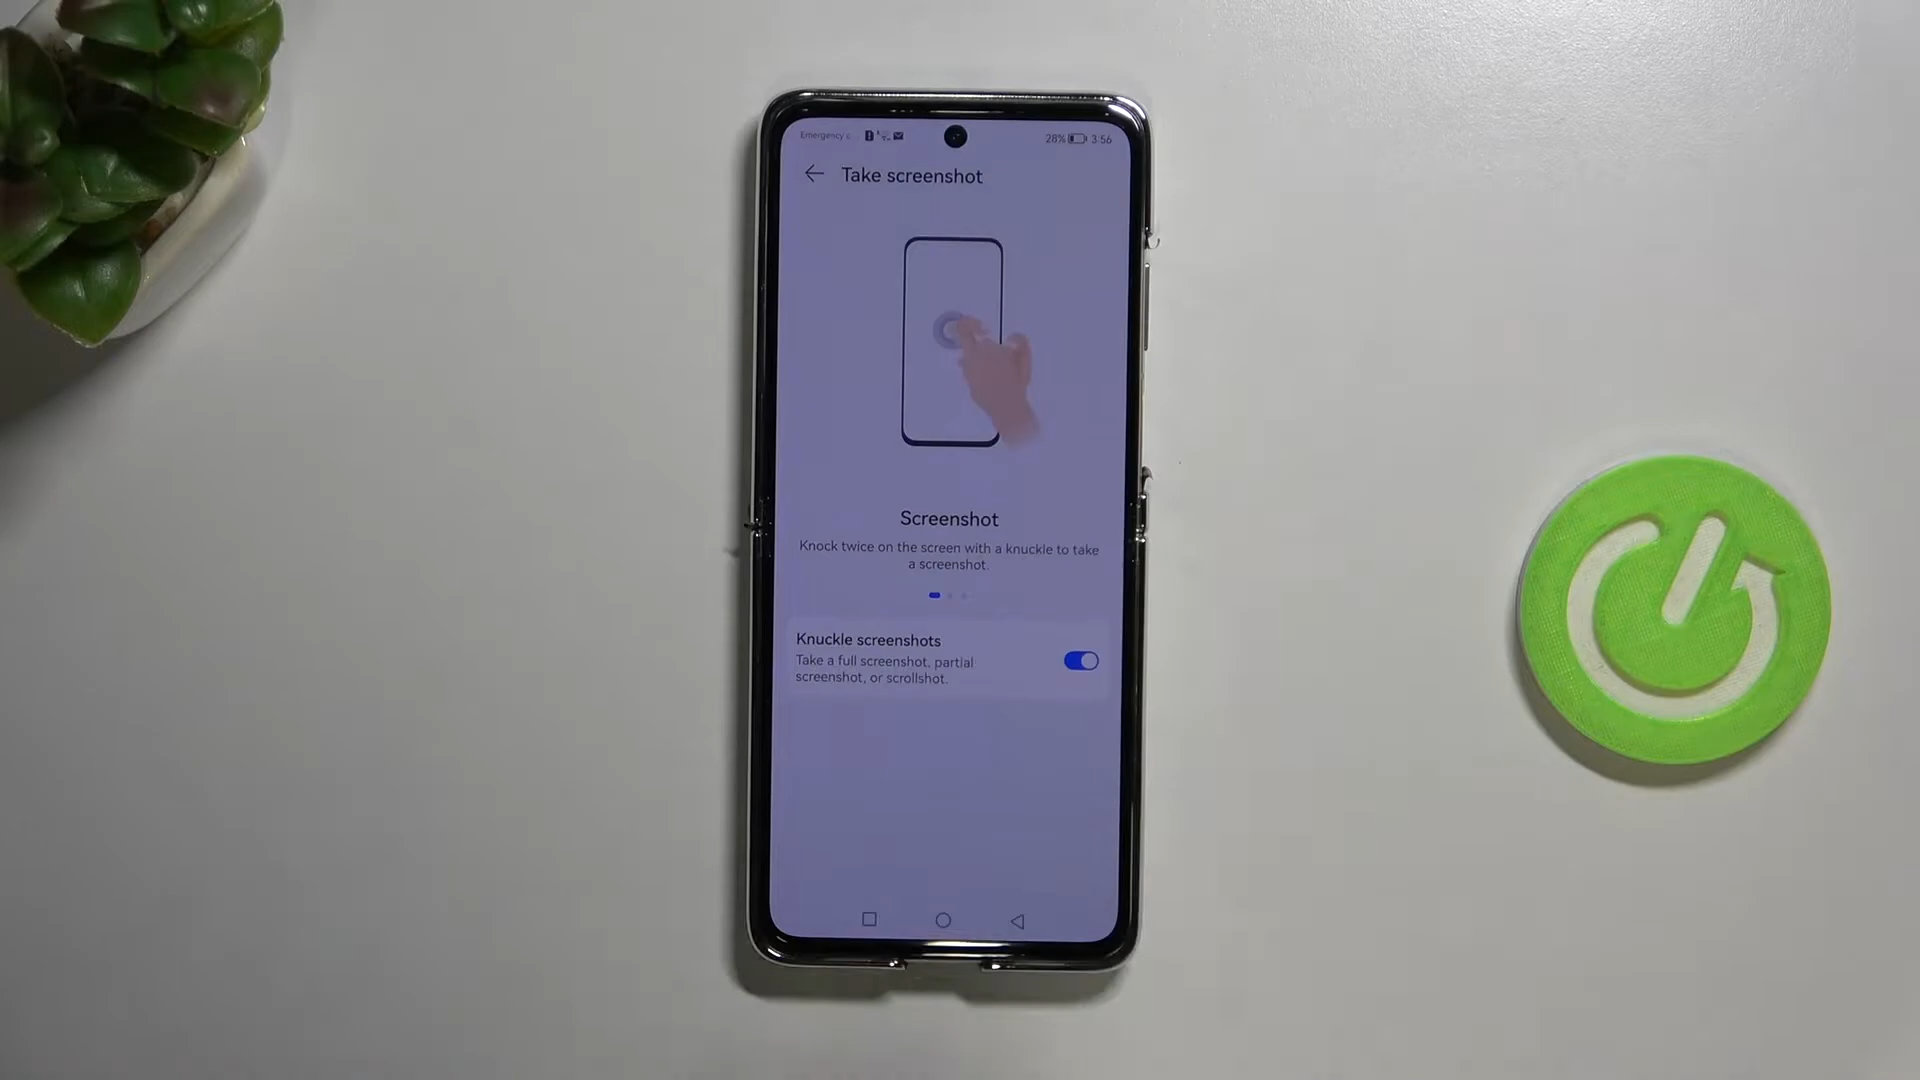 Emergency c
28% 3:56
Take screenshot
Screenshot
Knock twice on the screen with a knuckle to take
a screenshot.
Knuckle screenshots
Take a full screenshot, partial
screenshot, or scrollshot.